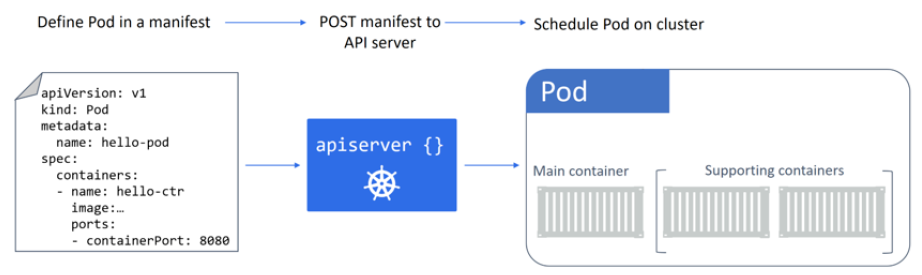 Define Pod in a manifest
POST manifest to
API server
Schedule Pod on cluster
apiVersion: v1
kind: Pod
metadata:
  name: hello-pod
spec:
  containers:
  - name: hello-ctr
    image:…
    ports:
    - containerPort: 8080
apiserver {}
Pod
Main container
Supporting containers